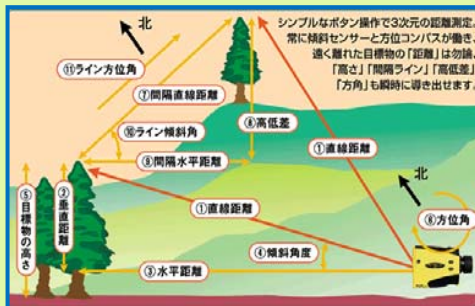 シンプルなボタン操作で3次元の距離測定。
常に傾斜センサーと方位コンパスが働き、
遠く離れた目標物の「距離」は勿論、
「高さ」「間隔ライン」「高低差」
「方角」も瞬時に導き出せます。
北
⑪ライン方位角
⑦間隔直線距離
⑩ライン傾斜角
⑧間隔水平距離
⑧高低差
①直線距離
北
⑥方位角
⑤目標物の高さ
②垂直距離
①直線距離
④傾斜角度
③水平距離